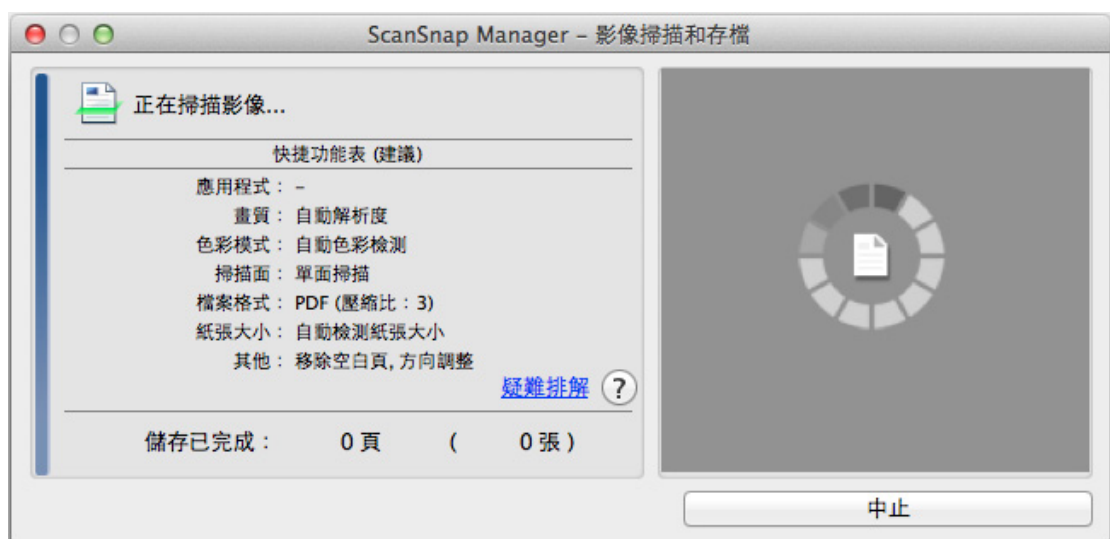 ScanSnap Manager – 影像掃描和存檔
正在掃描影像...
快捷功能表 (建議)
應用程式： –
畫質： 自動解析度
色彩模式： 自動色彩檢測
掃描面： 單面掃描
檔案格式： PDF (壓縮比：3)
紙張大小： 自動檢測紙張大小
其他： 移除空白頁, 方向調整
疑難排解 ?
儲存已完成： 0 頁 ( 0 張 )
中止